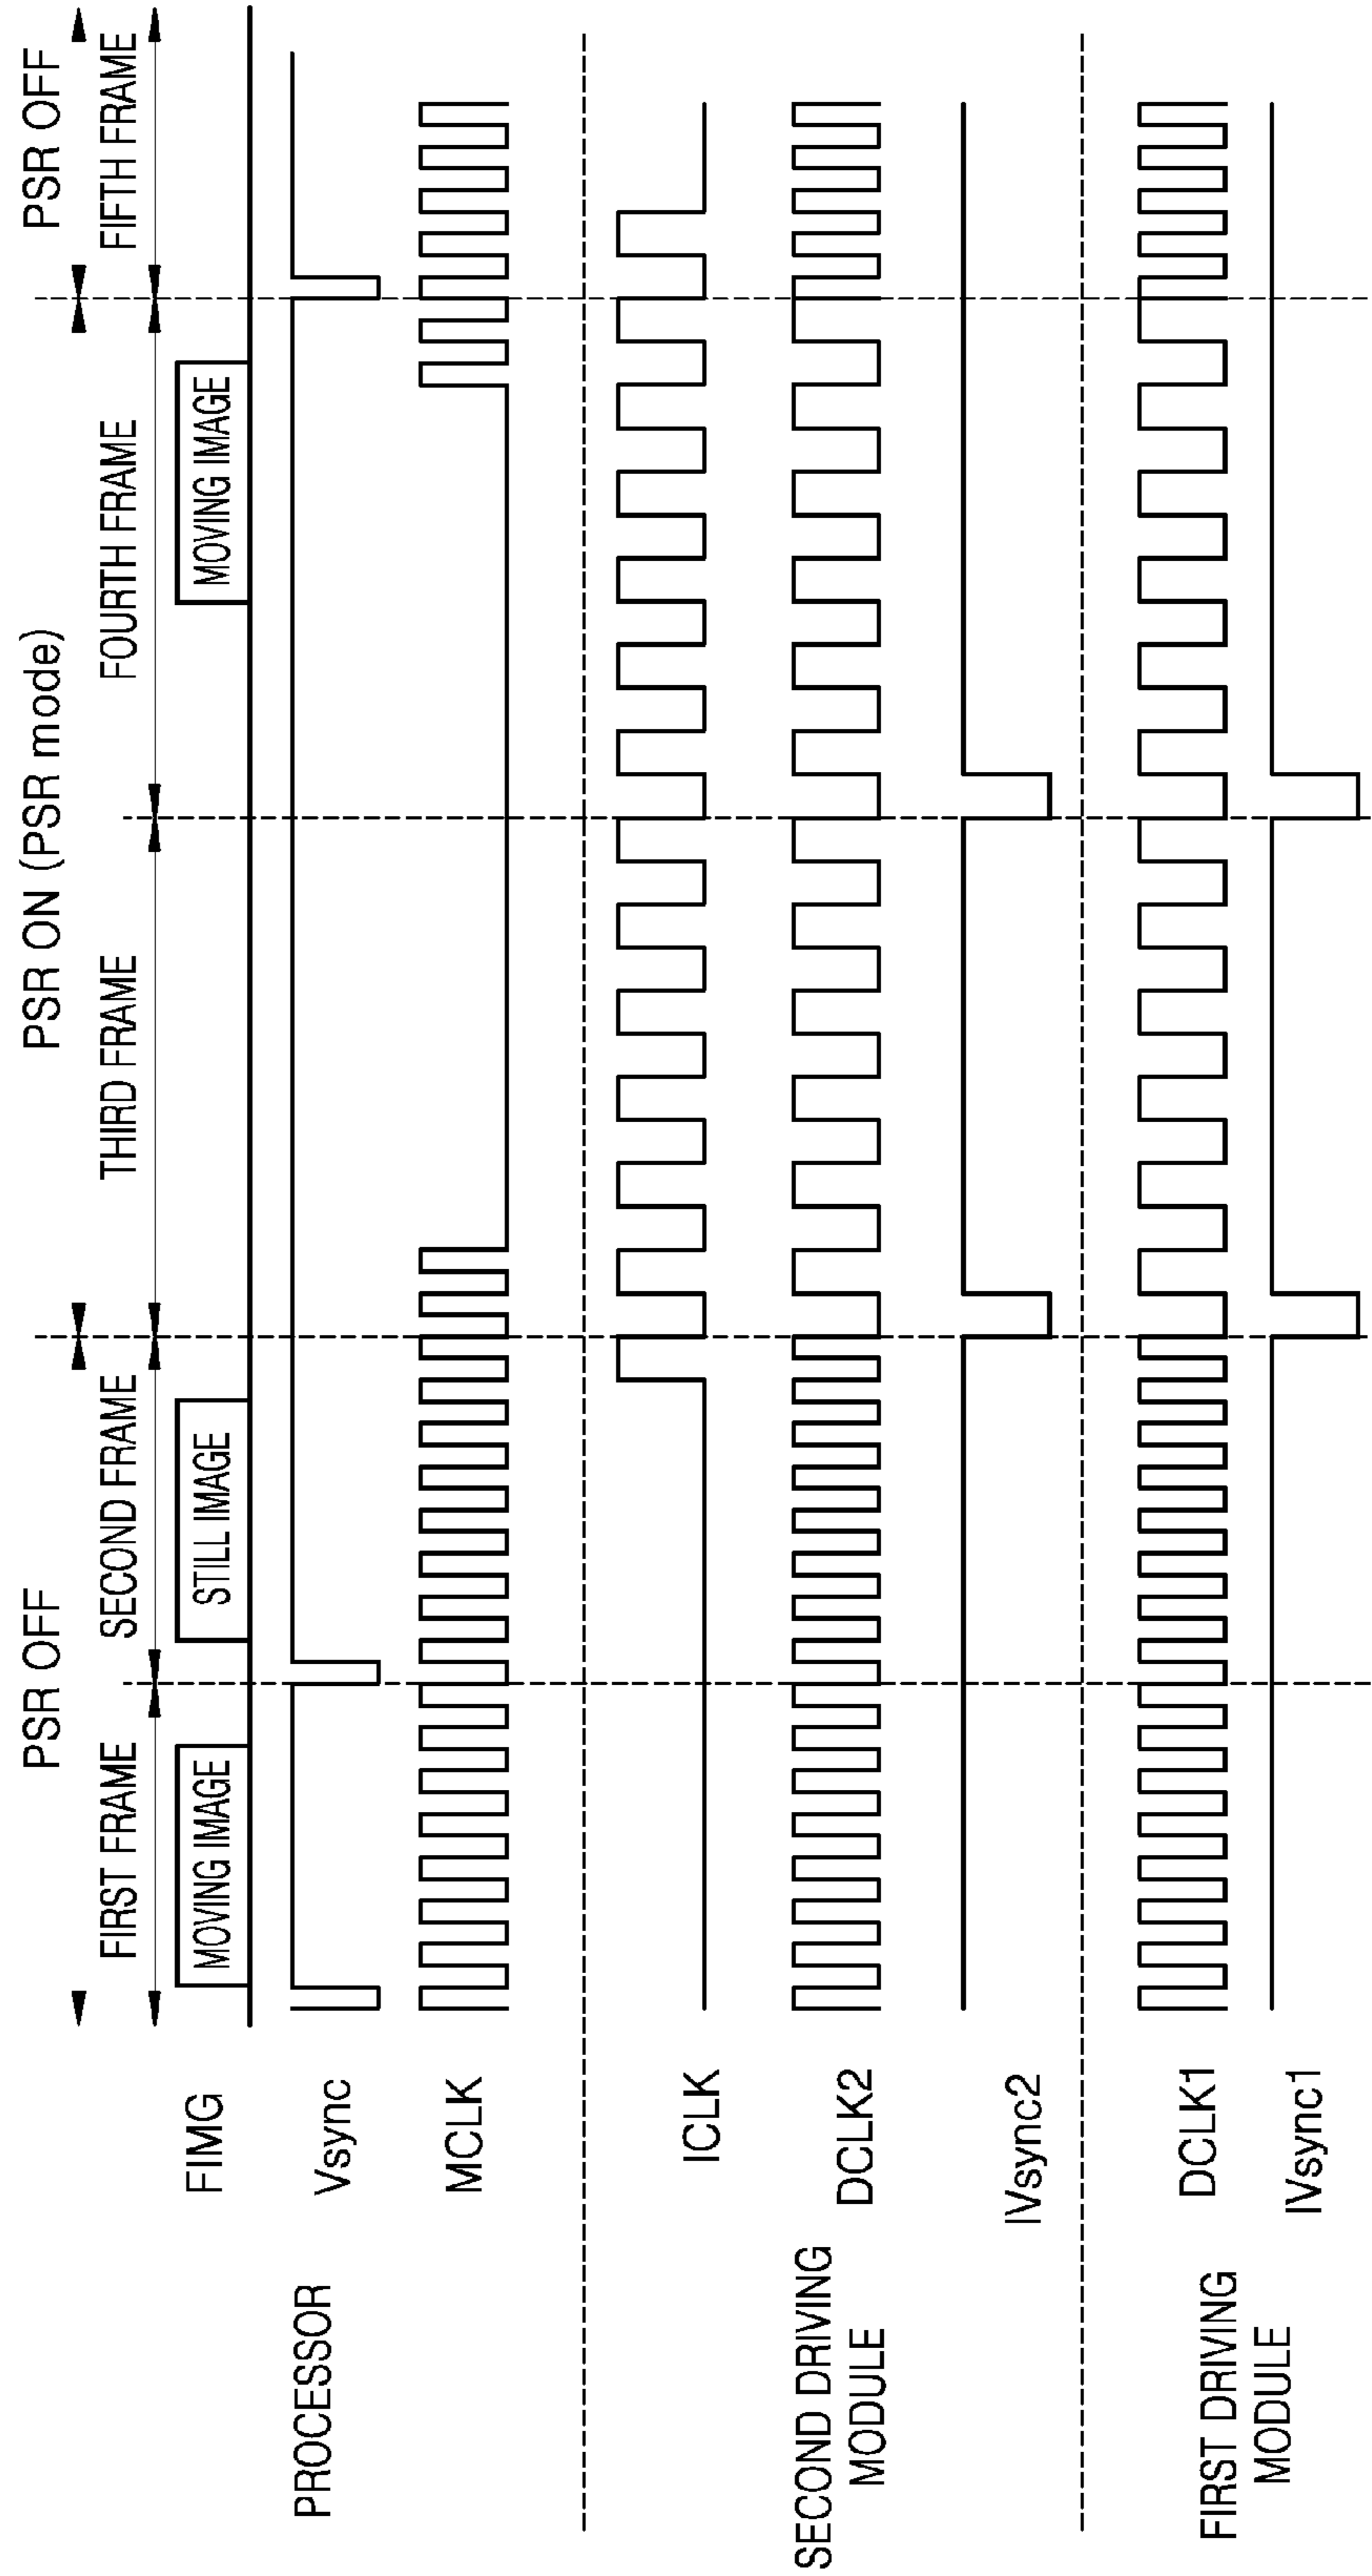 PSR OFF
PSR ON (PSR mode)
PSR OFF
FIRST FRAME
SECOND FRAME
THIRD FRAME
FOURTH FRAME
FIFTH FRAME
FIMG
MOVING IMAGE
STILL IMAGE
MOVING IMAGE
PROCESSOR
Vsync
MCLK
SECOND DRIVING
MODULE
ICLK
DCLK2
IVsync2
FIRST DRIVING
MODULE
DCLK1
IVsync1